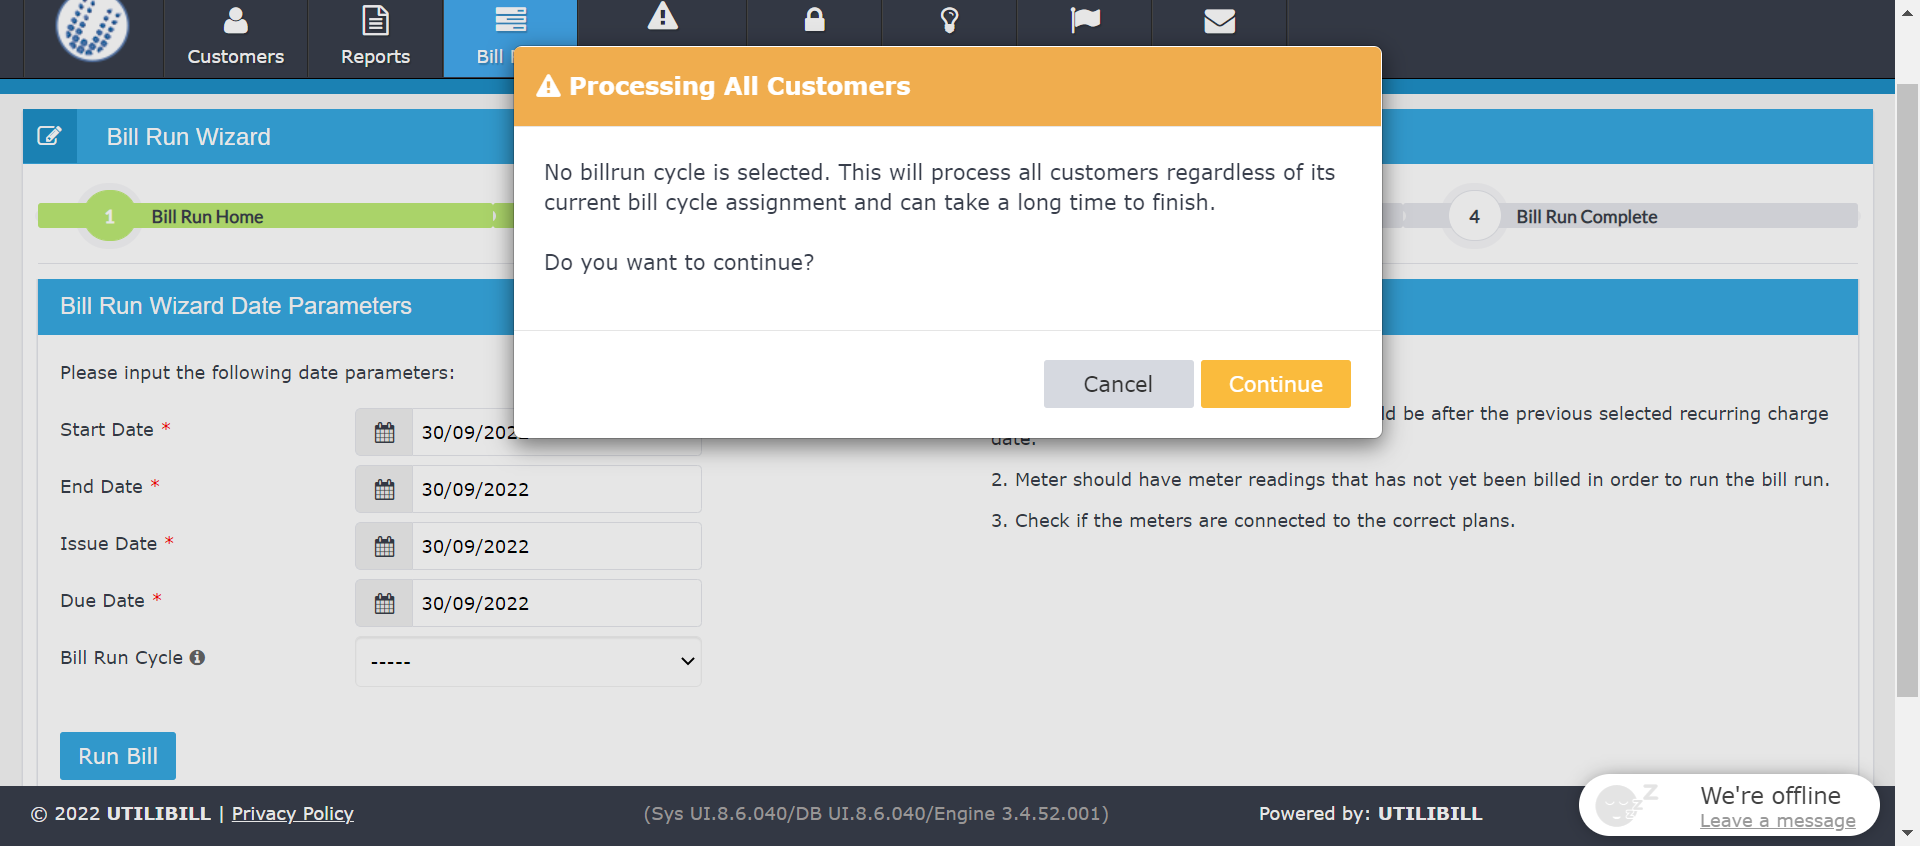 Customers
Reports
Bill
Processing All Customers
No billrun cycle is selected. This will process all customers regardless of its
current bill cycle assignment and can take a long time to finish.
Do you want to continue?
Cancel
Continue
Bill Run Wizard
1
Bill Run Home
4
Bill Run Complete
Bill Run Wizard Date Parameters
Please input the following date parameters:
Start Date *
30/09/2022
End Date *
30/09/2022
Issue Date *
30/09/2022
Due Date *
30/09/2022
Bill Run Cycle
-----
Run Bill
be after the previous selected recurring charge
date.
2. Meter should have meter readings that has not yet been billed in order to run the bill run.
3. Check if the meters are connected to the correct plans.
© 2022 UTILIBILL | Privacy Policy
(Sys UI.8.6.040/DB UI.8.6.040/Engine 3.4.52.001)
Powered by: UTILIBILL
We're offline
Leave a message